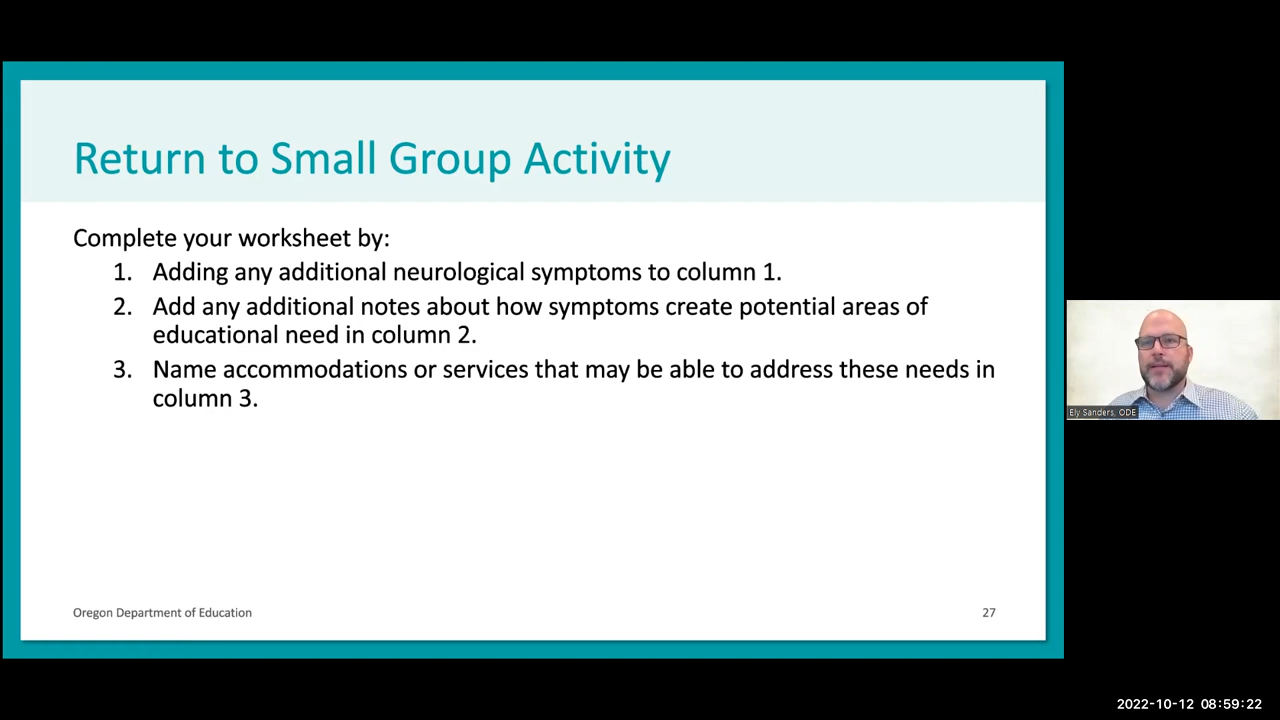 Return to Small Group Activity
Complete your worksheet by:
1. Adding any additional neurological symptoms to column 1.
2. Add any additional notes about how symptoms create potential areas of
educational need in column 2.
3. Name accommodations or services that may be able to address these needs in
column 3.
Ely Sanders, ODE
Oregon Department of Education
27
2022-10-12 08:59:22